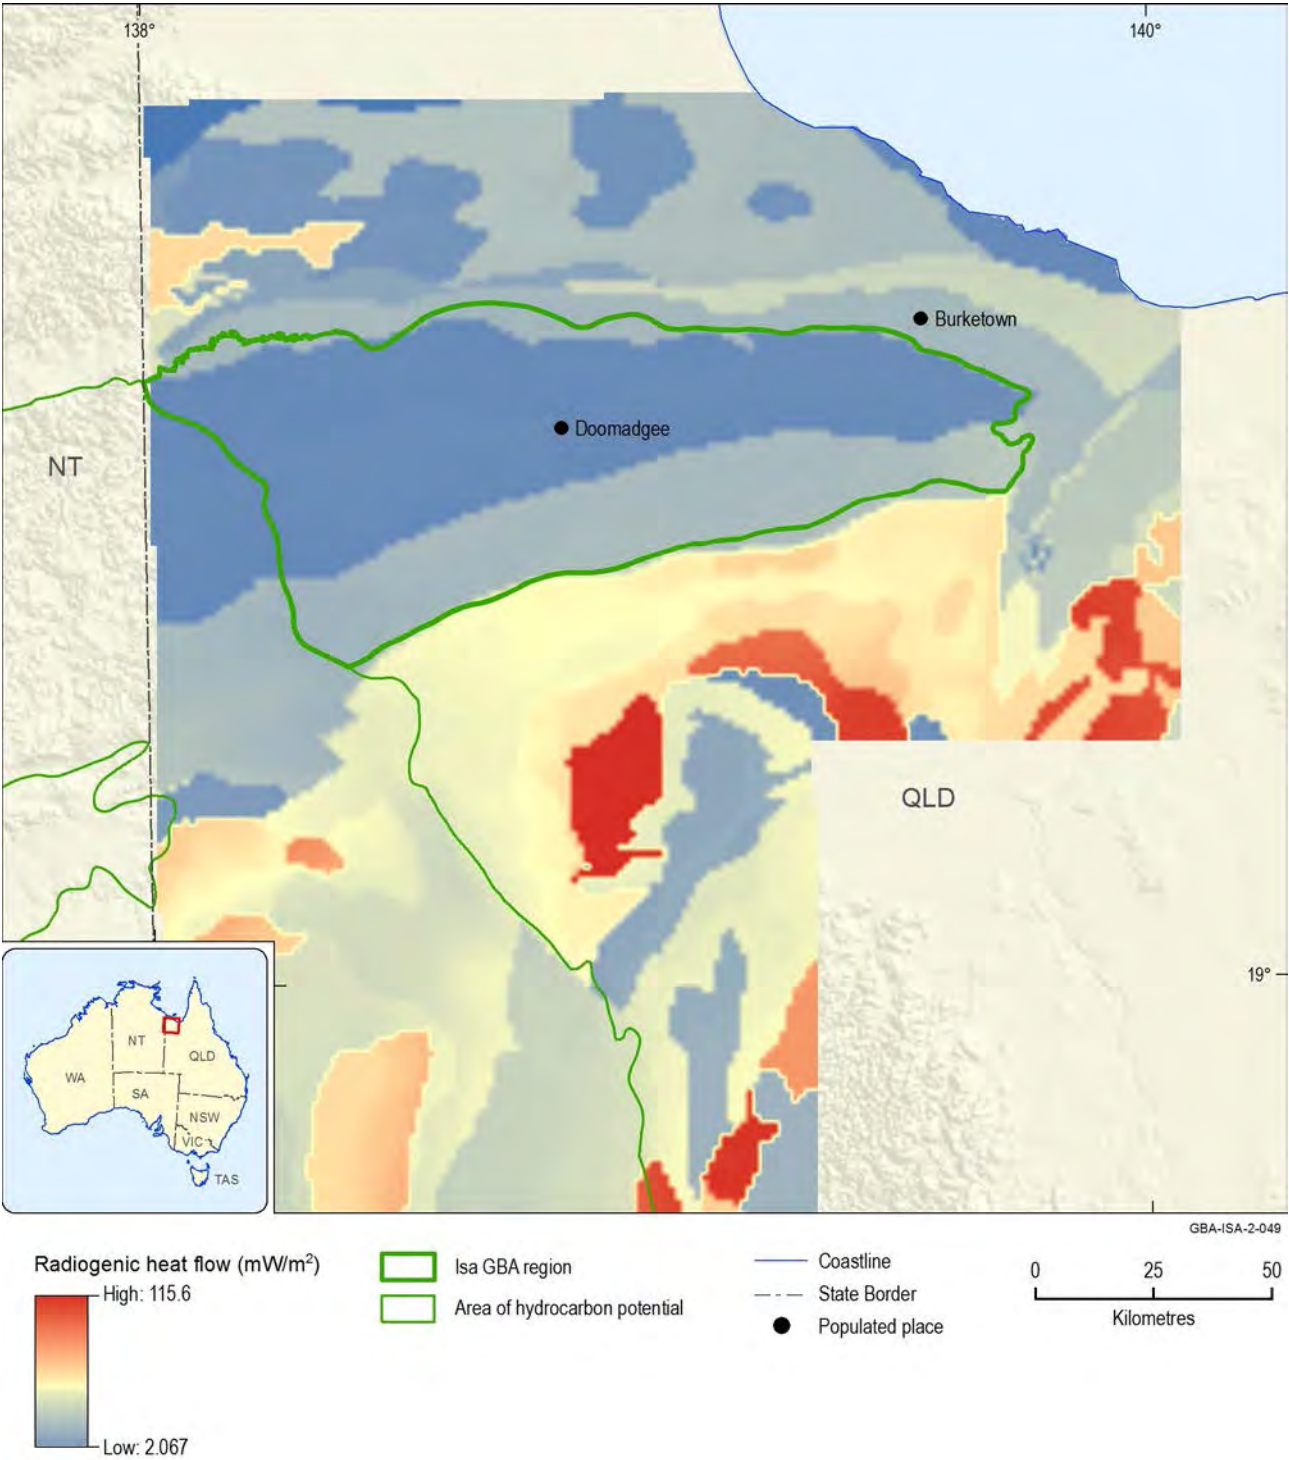 138°
140°
Burketown
Doomadgee
NT
QLD
19°
NT
QLD
WA
SA
NSW
VIC
TAS
GBA-ISA-2-049
Radiogenic heat flow (mW/m²)
High: 115.6
Low: 2.067
Isa GBA region
Area of hydrocarbon potential
Coastline
State Border
Populated place
0 25 50
Kilometres